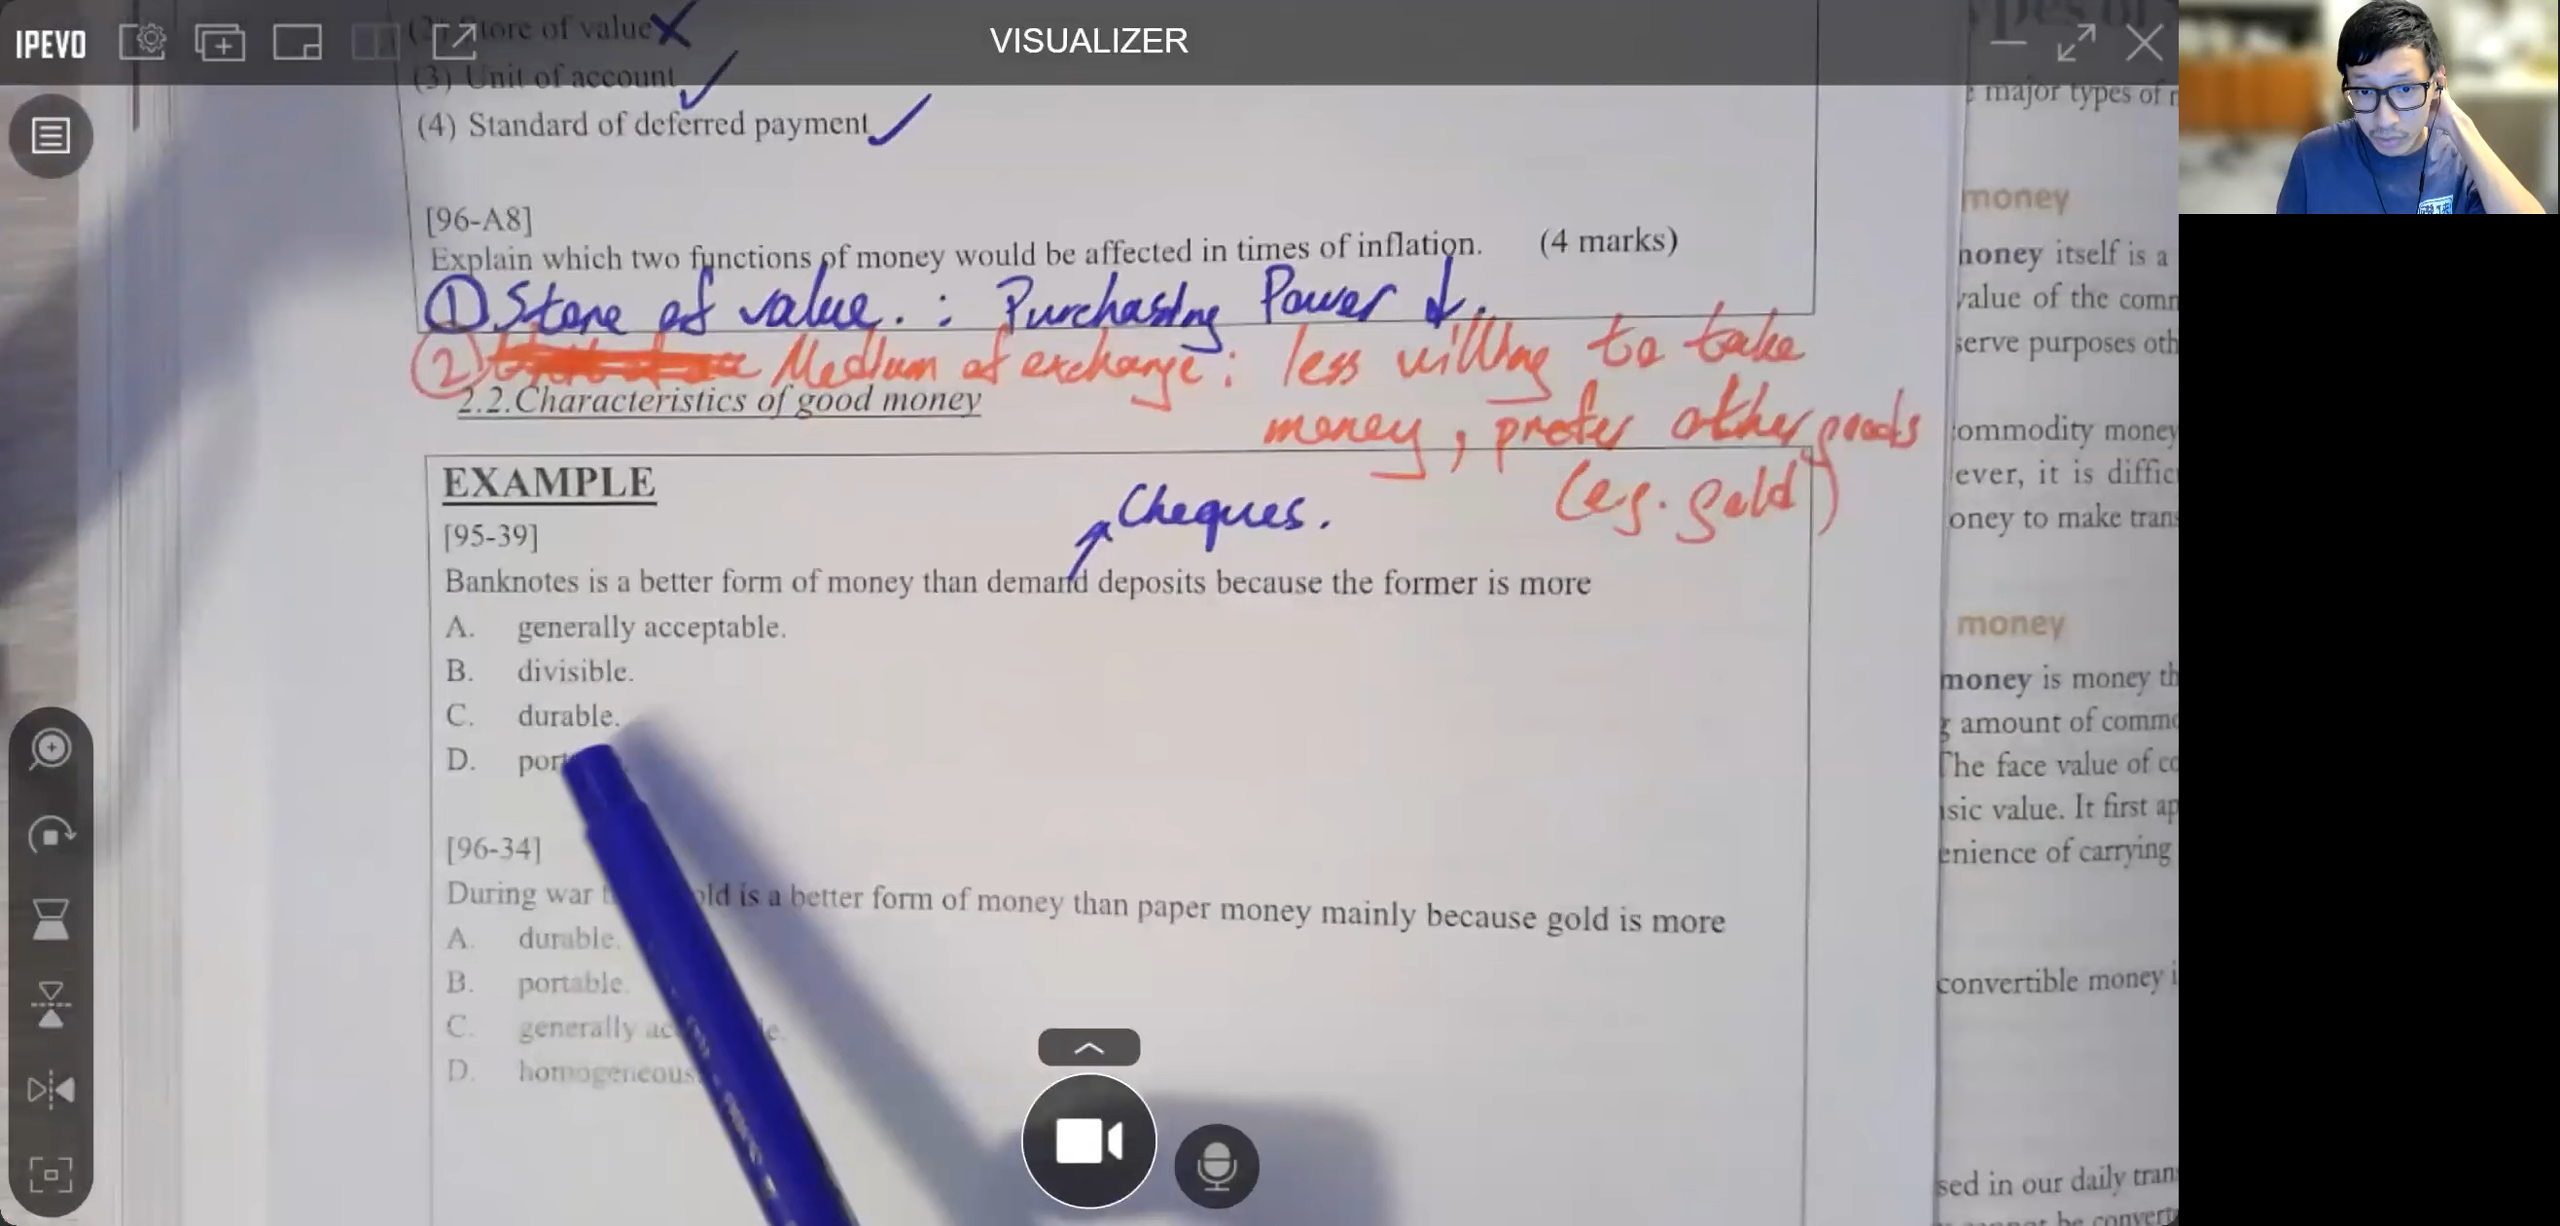 IPEVO
VISUALIZER
(2) Store of value ✗
(3) Unit of account ✓
(4) Standard of deferred payment ✓
[96-A8]
Explain which two functions of money would be affected in times of inflation. (4 marks)
① Store of value. : Purchasing Power ↓.
② Medium of exchange : less willing to take
money, prefer other goods
(e.g. gold)
2.2. Characteristics of good money
EXAMPLE
Cheques.
[95-39]
Banknotes is a better form of money than demand deposits because the former is more
A. generally acceptable.
B. divisible.
C. durable.
D. port
[96-34]
During war old is a better form of money than paper money mainly because gold is more
A. durable.
B. portable.
C. generally ac e.
D. homogeneous
major types of
money
money itself is a
value of the comm
serve purposes oth
commodity money
ever, it is diffic
oney to make trans
money
money is money th
g amount of commo
The face value of co
sic value. It first ap
enience of carrying
convertible money i
sed in our daily tran